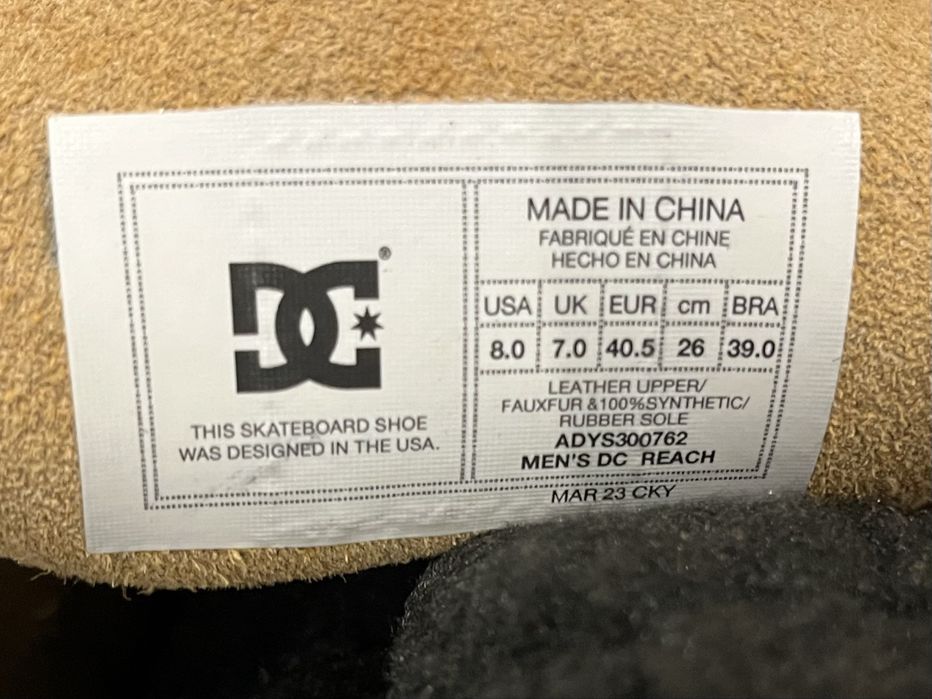 DC®
THIS SKATEBOARD SHOE
WAS DESIGNED IN THE USA.
MADE IN CHINA
FABRIQUÉ EN CHINE
HECHO EN CHINA
USA UK EUR cm BRA
8.0 7.0 40.5 26 39.0
LEATHER UPPER/
FAUXFUR &100%SYNTHETIC/
RUBBER SOLE
ADYS300762
MEN'S DC REACH
MAR 23 CKY